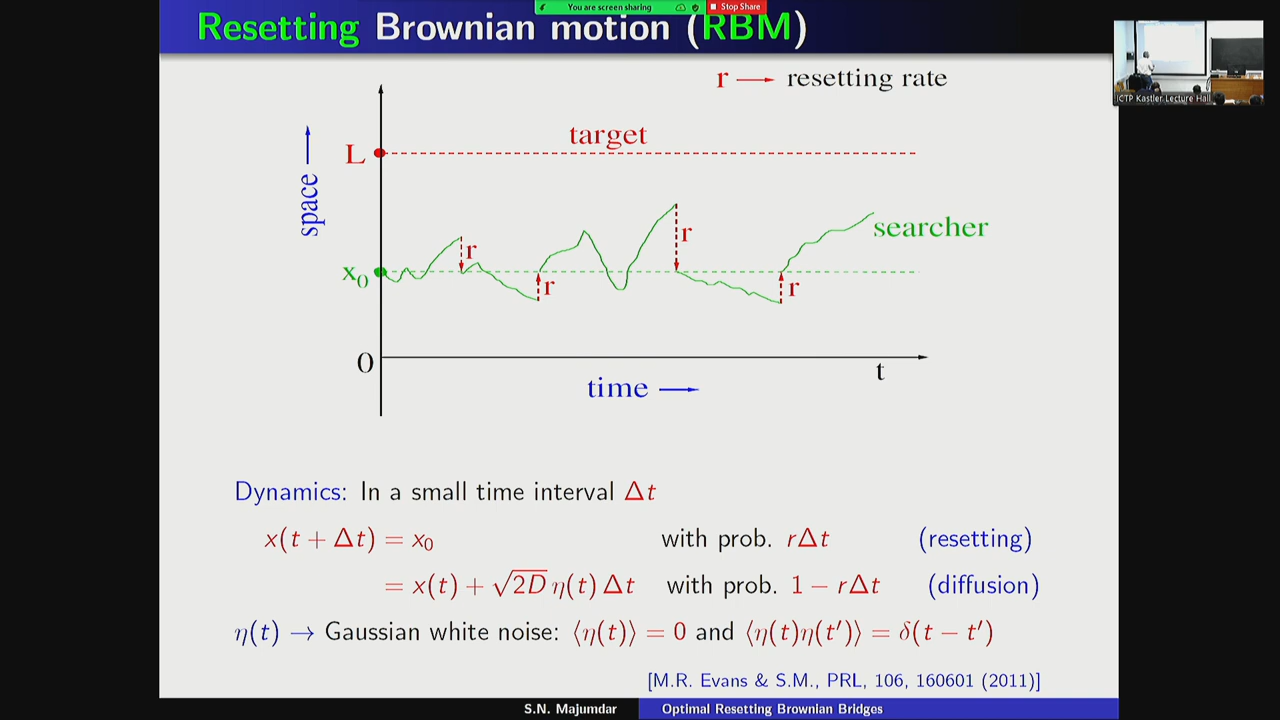 You are screen sharing
Stop Share
Resetting Brownian motion (RBM)
r → resetting rate
target
L
space →
r
r
searcher
x₀
r
r
0
t
time →
Dynamics: In a small time interval Δt
x(t + Δt) = x₀ with prob. rΔt (resetting)
= x(t) + √2D η(t) Δt with prob. 1 − rΔt (diffusion)
η(t) → Gaussian white noise: ⟨η(t)⟩ = 0 and ⟨η(t)η(t′)⟩ = δ(t − t′)
[M.R. Evans & S.M., PRL, 106, 160601 (2011)]
S.N. Majumdar Optimal Resetting Brownian Bridges
ICTP Kastler Lecture Hall